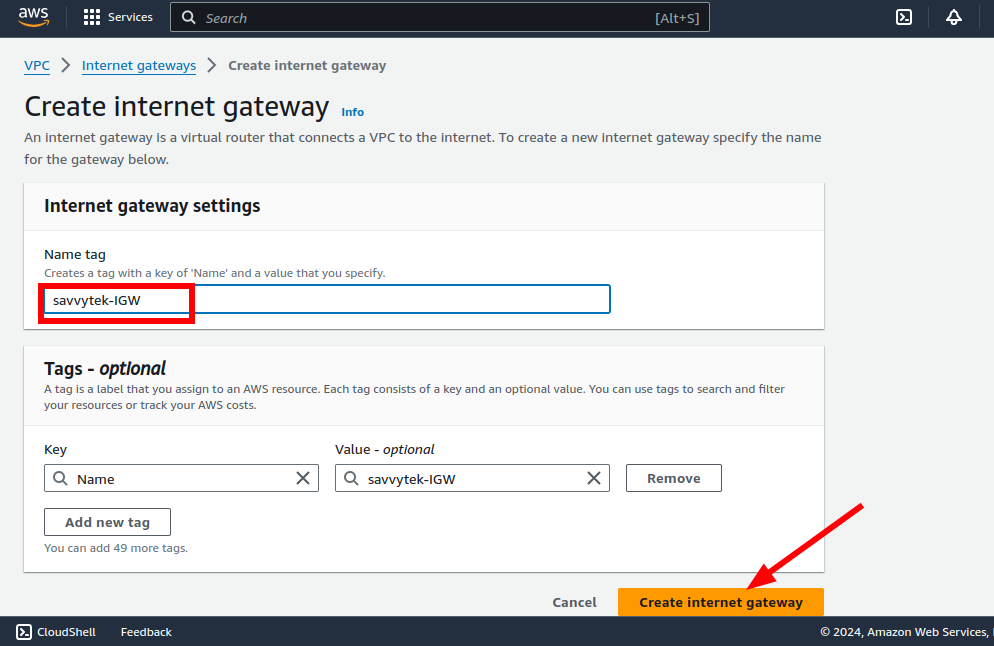 aws Services Search [Alt+S]
VPC Internet gateways Create internet gateway
Create internet gateway Info
An internet gateway is a virtual router that connects a VPC to the internet. To create a new internet gateway specify the name
for the gateway below.
Internet gateway settings
Name tag
Creates a tag with a key of 'Name' and a value that you specify.
savvytek-IGW
Tags - optional
A tag is a label that you assign to an AWS resource. Each tag consists of a key and an optional value. You can use tags to search and filter
your resources or track your AWS costs.
Key Value - optional
Name savvytek-IGW Remove
Add new tag
You can add 49 more tags.
Cancel Create internet gateway
CloudShell Feedback © 2024, Amazon Web Services,